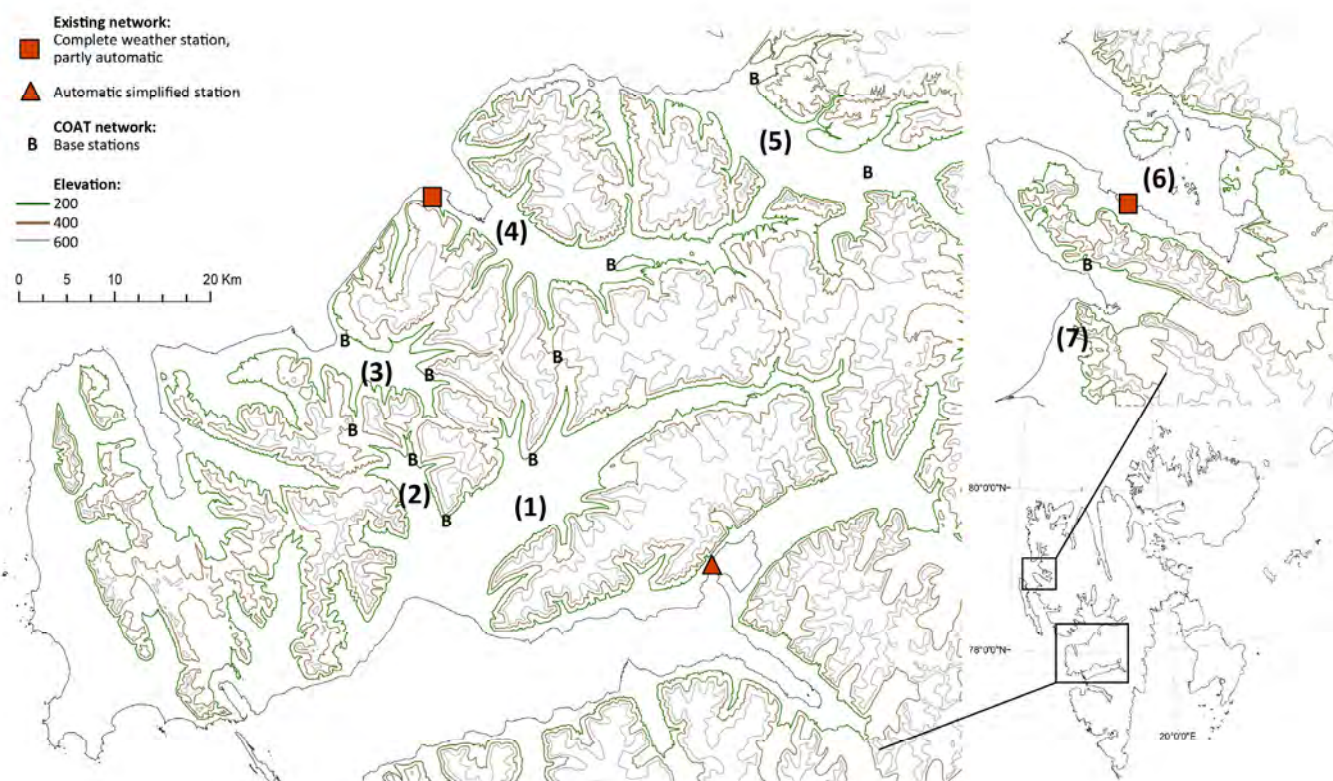 Existing network:
Complete weather station,
partly automatic
Automatic simplified station
COAT network:
B Base stations
Elevation:
200
400
600
0 5 10 20 Km
B
(5)
B
(4)
B
B
(3)
B
B
B
B
B
(2)
B
(1)
(6)
B
(7)
80°0'0"N
78°0'0"N
20°0'0"E